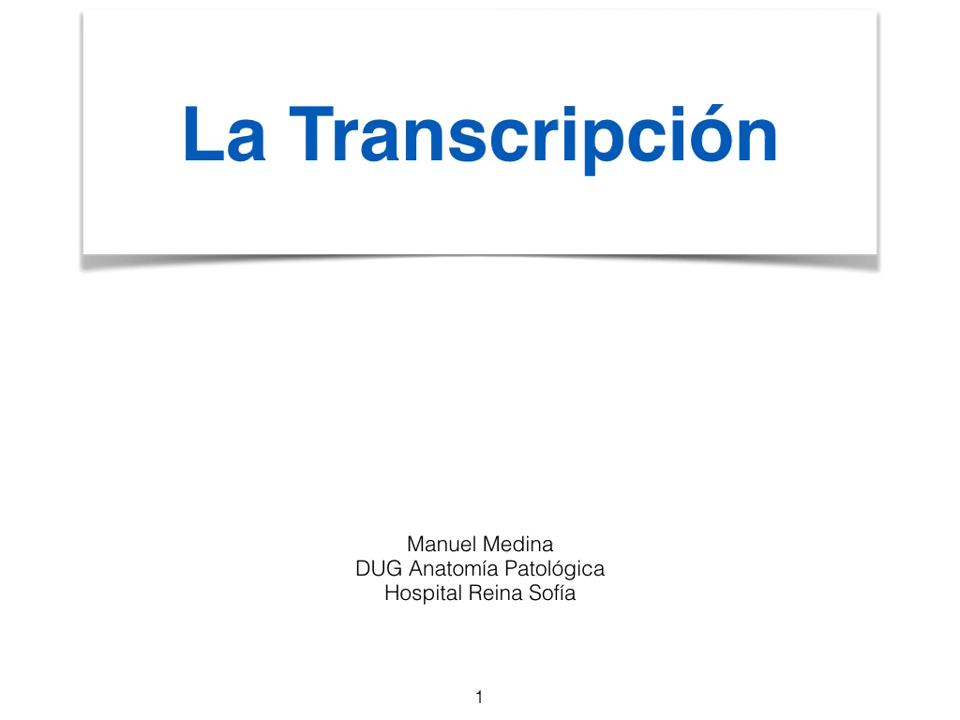 La Transcripción
Manuel Medina
DUG Anatomía Patológica
Hospital Reina Sofía
1